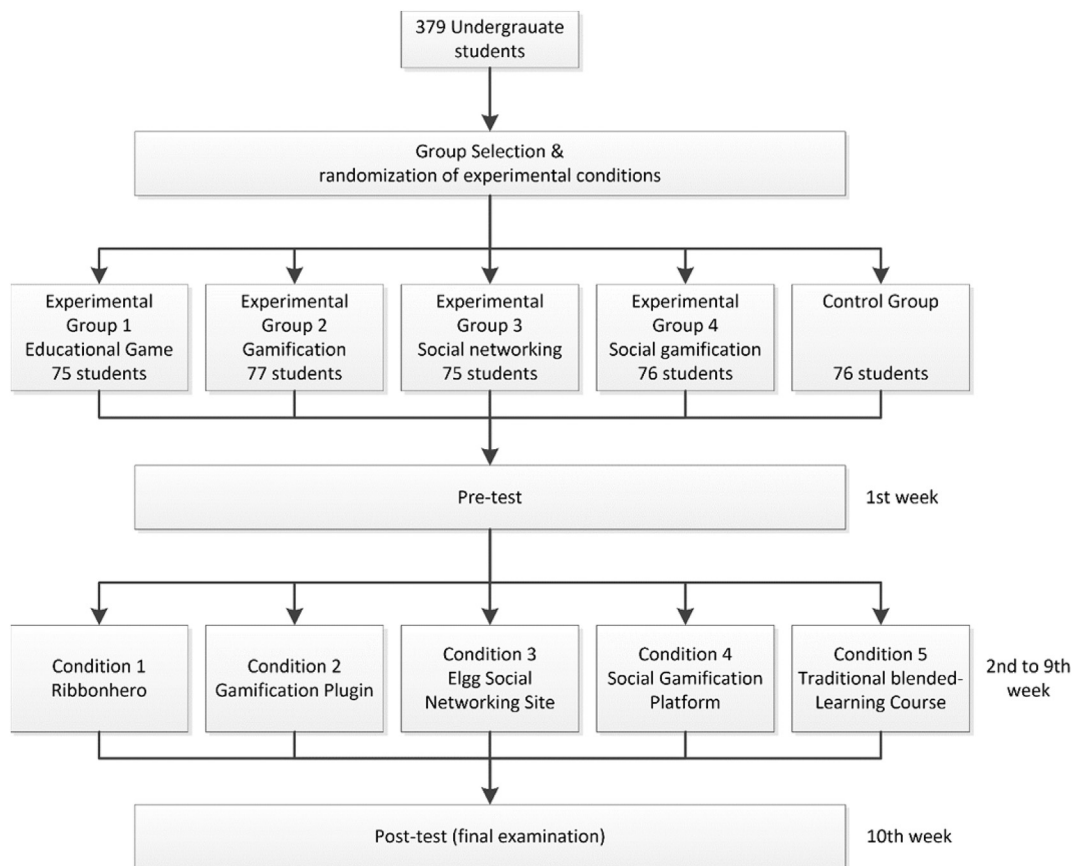 379 Undergrauate
students
Group Selection &
randomization of experimental conditions
Experimental
Group 1
Educational Game
75 students
Experimental
Group 2
Gamification
77 students
Experimental
Group 3
Social networking
75 students
Experimental
Group 4
Social gamification
76 students
Control Group
76 students
Pre-test
1st week
Condition 1
Ribbonhero
Condition 2
Gamification Plugin
Condition 3
Elgg Social
Networking Site
Condition 4
Social Gamification
Platform
Condition 5
Traditional blended-
Learning Course
2nd to 9th
week
Post-test (final examination)
10th week